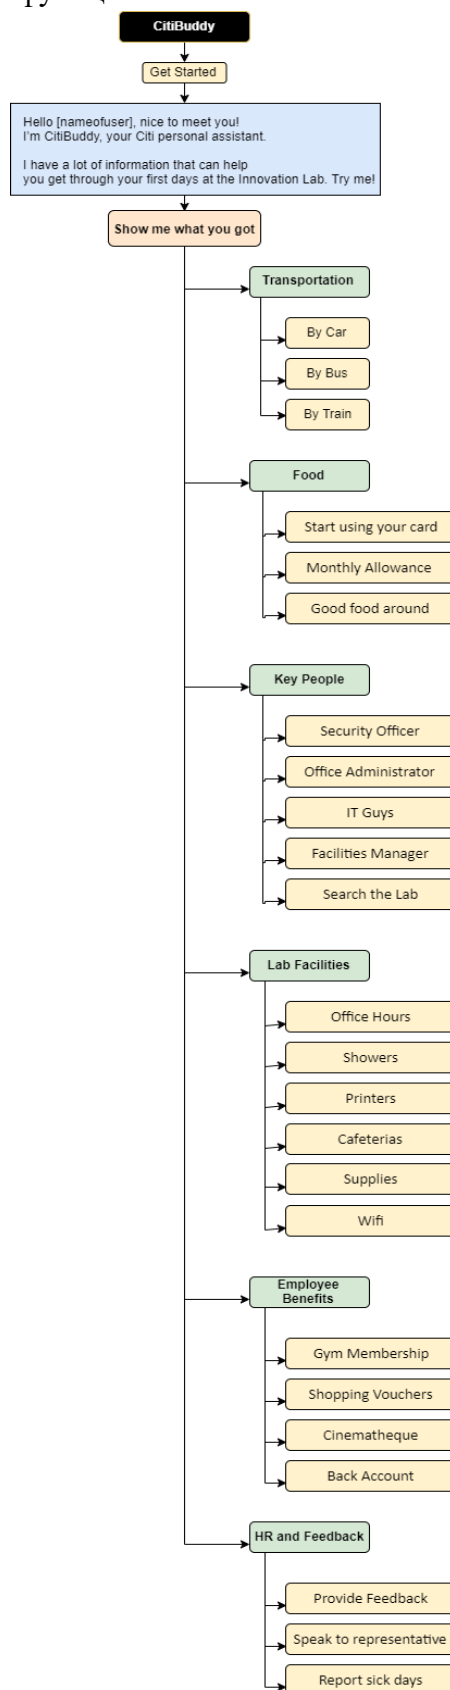 CitiBuddy
Get Started
Hello [nameofuser], nice to meet you!
I'm CitiBuddy, your Citi personal assistant.
I have a lot of information that can help
you get through your first days at the Innovation Lab. Try me!
Show me what you got
Transportation
By Car
By Bus
By Train
Food
Start using your card
Monthly Allowance
Good food around
Key People
Security Officer
Office Administrator
IT Guys
Facilities Manager
Search the Lab
Lab Facilities
Office Hours
Showers
Printers
Cafeterias
Supplies
Wifi
Employee
Benefits
Gym Membership
Shopping Vouchers
Cinematheque
Back Account
HR and Feedback
Provide Feedback
Speak to representative
Report sick days